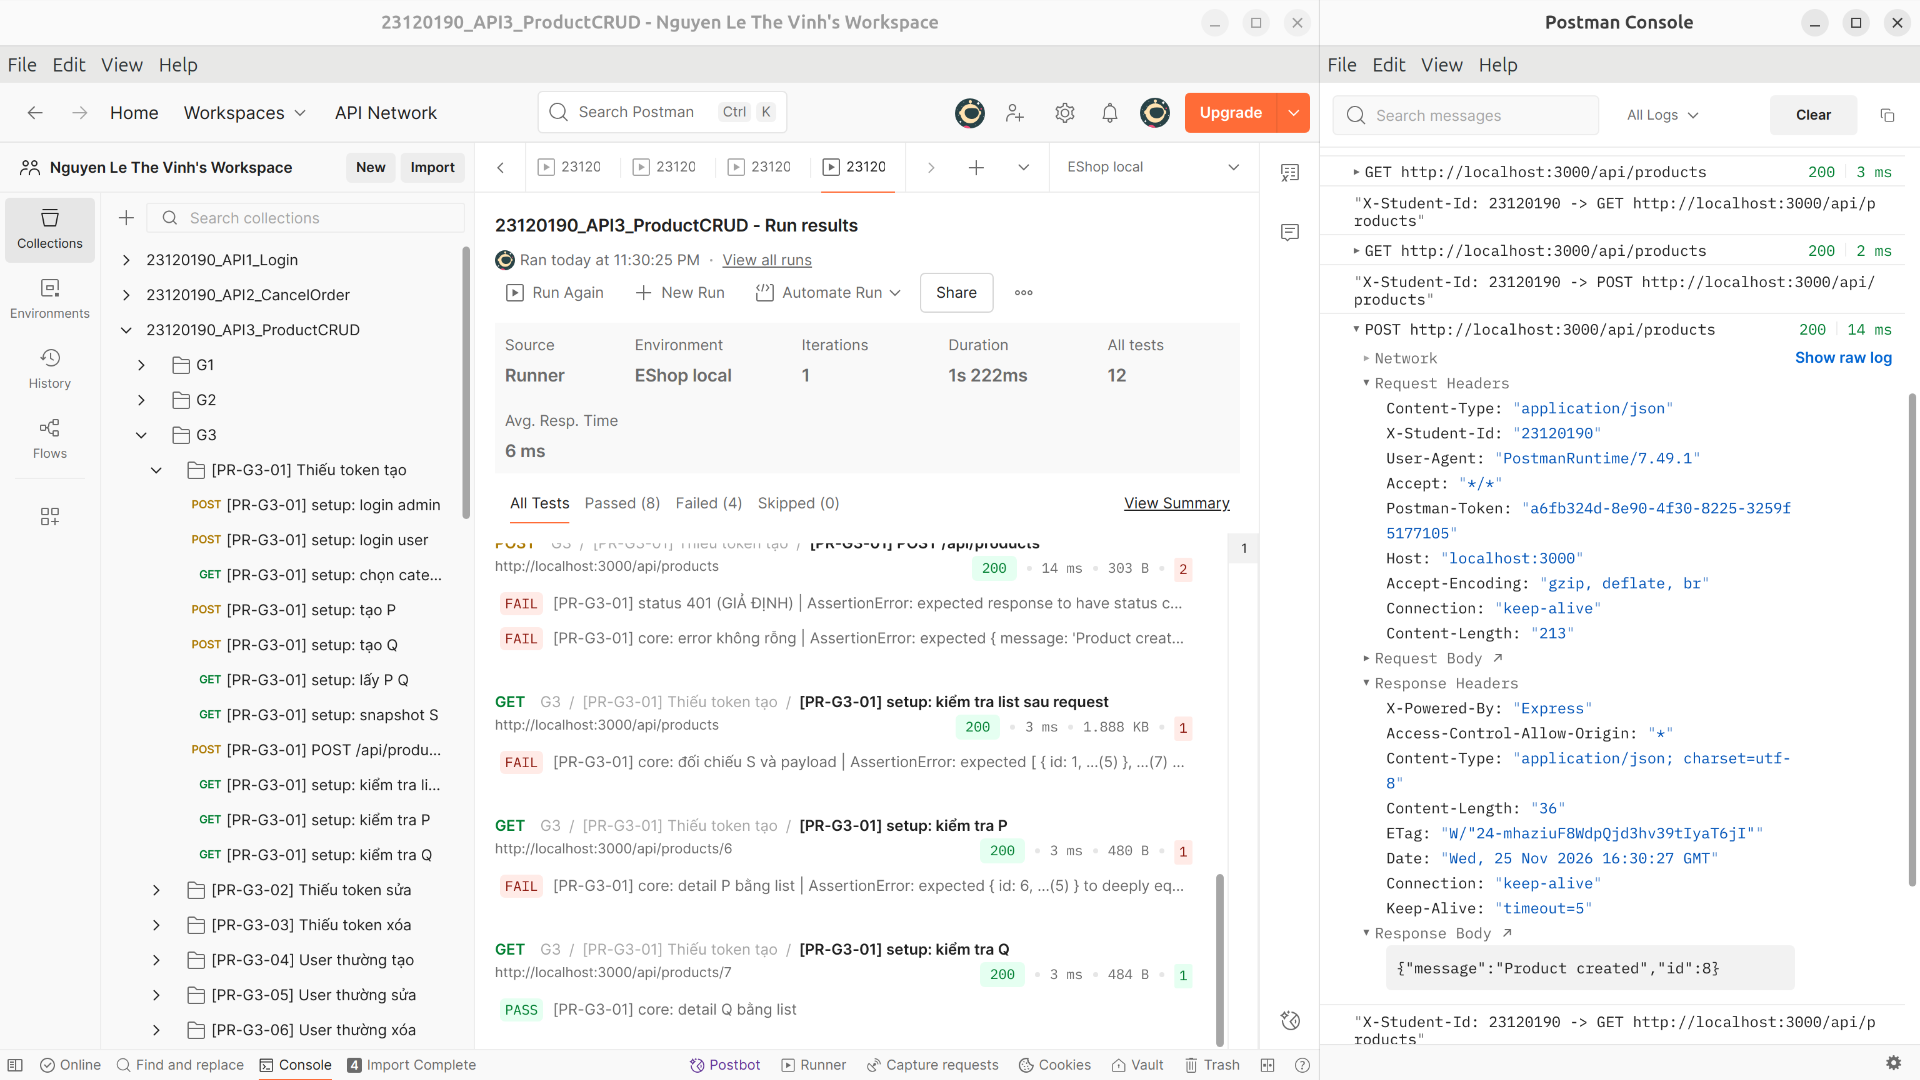 23120190_API3_ProductCRUD - Nguyen Le The Vinh's Workspace
File Edit View Help
Home Workspaces API Network
Search Postman Ctrl K
Upgrade
Nguyen Le The Vinh's Workspace New Import
23120 23120 23120 23120
EShop local
Collections
Environments
History
Flows
Search collections
23120190_API1_Login
23120190_API2_CancelOrder
23120190_API3_ProductCRUD
G1
G2
G3
[PR-G3-01] Thiếu token tạo
POST [PR-G3-01] setup: login admin
POST [PR-G3-01] setup: login user
GET [PR-G3-01] setup: chọn cate...
POST [PR-G3-01] setup: tạo P
POST [PR-G3-01] setup: tạo Q
GET [PR-G3-01] setup: lấy P Q
GET [PR-G3-01] setup: snapshot S
POST [PR-G3-01] POST /api/produ...
GET [PR-G3-01] setup: kiểm tra li...
GET [PR-G3-01] setup: kiểm tra P
GET [PR-G3-01] setup: kiểm tra Q
[PR-G3-02] Thiếu token sửa
[PR-G3-03] Thiếu token xóa
[PR-G3-04] User thường tạo
[PR-G3-05] User thường sửa
[PR-G3-06] User thường xóa
23120190_API3_ProductCRUD - Run results
Ran today at 11:30:25 PM · View all runs
Run Again New Run Automate Run Share
Source Environment Iterations Duration All tests
Runner EShop local 1 1s 222ms 12
Avg. Resp. Time
6 ms
All Tests Passed (8) Failed (4) Skipped (0) View Summary
1
POST G3 / [PR-G3-01] Thiếu token tạo / [PR-G3-01] POST /api/products
http://localhost:3000/api/products 200 • 14 ms • 303 B • 2
FAIL [PR-G3-01] status 401 (GIẢ ĐỊNH) | AssertionError: expected response to have status c...
FAIL [PR-G3-01] core: error không rỗng | AssertionError: expected { message: 'Product creat...
GET G3 / [PR-G3-01] Thiếu token tạo / [PR-G3-01] setup: kiểm tra list sau request
http://localhost:3000/api/products 200 • 3 ms • 1.888 KB • 1
FAIL [PR-G3-01] core: đối chiếu S và payload | AssertionError: expected [ { id: 1, …(5) }, …(7) ...
GET G3 / [PR-G3-01] Thiếu token tạo / [PR-G3-01] setup: kiểm tra P
http://localhost:3000/api/products/6 200 • 3 ms • 480 B • 1
FAIL [PR-G3-01] core: detail P bằng list | AssertionError: expected { id: 6, …(5) } to deeply eq...
GET G3 / [PR-G3-01] Thiếu token tạo / [PR-G3-01] setup: kiểm tra Q
http://localhost:3000/api/products/7 200 • 3 ms • 484 B • 1
PASS [PR-G3-01] core: detail Q bằng list
Online Find and replace Console 4 Import Complete Postbot Runner Capture requests Cookies Vault Trash
Postman Console
File Edit View Help
Search messages All Logs Clear
GET http://localhost:3000/api/products 200 3 ms
"X-Student-Id: 23120190 -> GET http://localhost:3000/api/p
roducts"
GET http://localhost:3000/api/products 200 2 ms
"X-Student-Id: 23120190 -> POST http://localhost:3000/api/
products"
POST http://localhost:3000/api/products 200 14 ms
Network Show raw log
Request Headers
Content-Type: "application/json"
X-Student-Id: "23120190"
User-Agent: "PostmanRuntime/7.49.1"
Accept: "*/*"
Postman-Token: "a6fb324d-8e90-4f30-8225-3259f
5177105"
Host: "localhost:3000"
Accept-Encoding: "gzip, deflate, br"
Connection: "keep-alive"
Content-Length: "213"
Request Body
Response Headers
X-Powered-By: "Express"
Access-Control-Allow-Origin: "*"
Content-Type: "application/json; charset=utf-
8"
Content-Length: "36"
ETag: "W/"24-mhaziuF8WdpQjd3hv39tIyaT6jI""
Date: "Wed, 25 Nov 2026 16:30:27 GMT"
Connection: "keep-alive"
Keep-Alive: "timeout=5"
Response Body
{"message":"Product created","id":8}
"X-Student-Id: 23120190 -> GET http://localhost:3000/api/p
roducts"